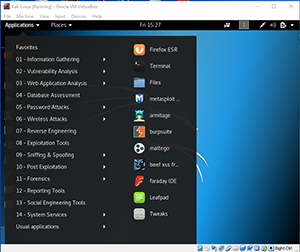 Kali-Linux [Running] - Oracle VM VirtualBox
File Machine View Input Devices Help
Applications Places Fri 15:27 1
Favorites
01 - Information Gathering
02 - Vulnerability Analysis
03 - Web Application Analysis
04 - Database Assessment
05 - Password Attacks
06 - Wireless Attacks
07 - Reverse Engineering
08 - Exploitation Tools
09 - Sniffing & Spoofing
10 - Post Exploitation
11 - Forensics
12 - Reporting Tools
13 - Social Engineering Tools
14 - System Services
Usual applications
Firefox ESR
Terminal
Files
metasploit ...
armitage
burpsuite
maltego
beef xss fr...
faraday IDE
Leafpad
Tweaks
Right Ctrl